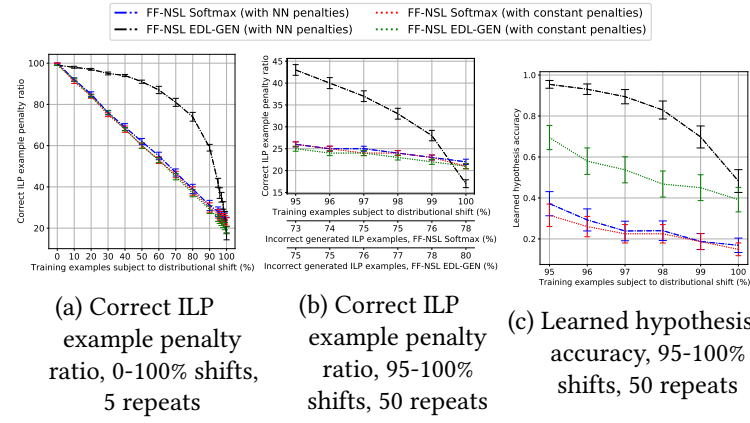 FF-NSL Softmax (with NN penalties)
FF-NSL EDL-GEN (with NN penalties)
FF-NSL Softmax (with constant penalties)
FF-NSL EDL-GEN (with constant penalties)
Correct ILP example penalty ratio
100
80
60
40
20
0 10 20 30 40 50 60 70 80 90 100
Training examples subject to distributional shift (%)
(a) Correct ILP
example penalty
ratio, 0-100% shifts,
5 repeats
Correct ILP example penalty ratio
45
40
35
30
25
20
15
95 96 97 98 99 100
Training examples subject to distributional shift (%)
73 74 75 75 76 78
Incorrect generated ILP examples, FF-NSL Softmax (%)
75 75 76 77 78 80
Incorrect generated ILP examples, FF-NSL EDL-GEN (%)
(b) Correct ILP
example penalty
ratio, 95-100%
shifts, 50 repeats
Learned hypothesis accuracy
1.0
0.8
0.6
0.4
0.2
0.0
95 96 97 98 99 100
Training examples subject to distributional shift (%)
(c) Learned hypothesis
accuracy, 95-100%
shifts, 50 repeats